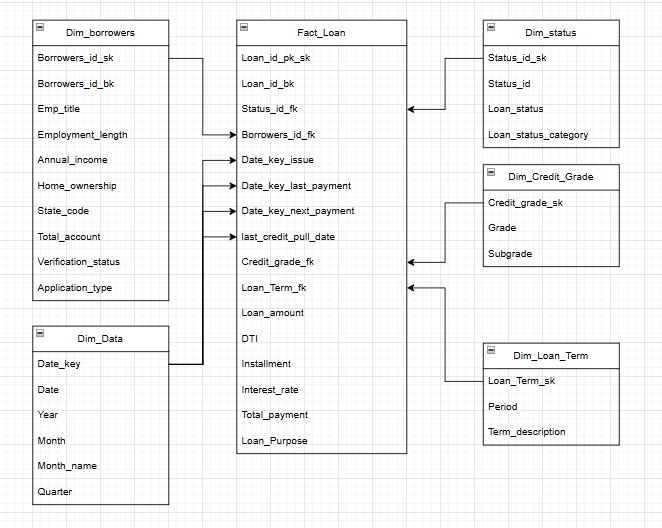 Dim_borrowers
Borrowers_id_sk
Borrowers_id_bk
Emp_title
Employment_length
Annual_income
Home_ownership
State_code
Total_account
Verification_status
Application_type
Dim_Data
Date_key
Date
Year
Month
Month_name
Quarter
Fact_Loan
Loan_id_pk_sk
Loan_id_bk
Status_id_fk
Borrowers_id_fk
Date_key_issue
Date_key_last_payment
Date_key_next_payment
last_credit_pull_date
Credit_grade_fk
Loan_Term_fk
Loan_amount
DTI
Installment
Interest_rate
Total_payment
Loan_Purpose
Dim_status
Status_id_sk
Status_id
Loan_status
Loan_status_category
Dim_Credit_Grade
Credit_grade_sk
Grade
Subgrade
Dim_Loan_Term
Loan_Term_sk
Period
Term_description